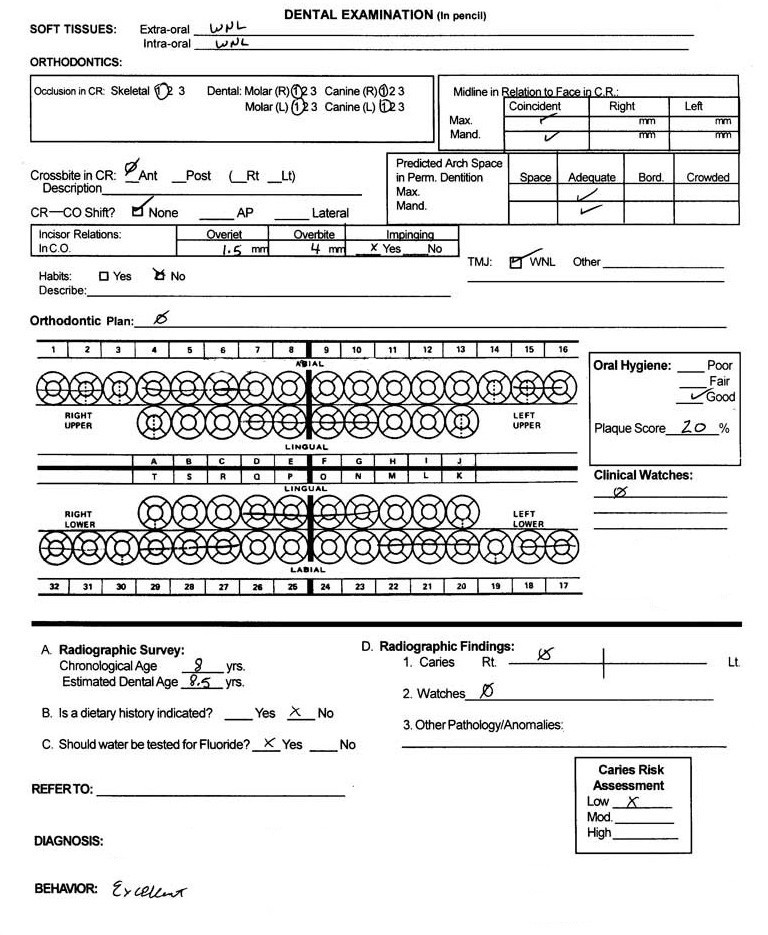 DENTAL EXAMINATION (In pencil)
SOFT TISSUES: Extra-oral WNL
Intra-oral WNL
ORTHODONTICS:
Occlusion in CR: Skeletal 1 2 3 Dental: Molar (R) 1 2 3 Canine (R) 1 2 3
Molar (L) 1 2 3 Canine (L) 1 2 3
Midline in Relation to Face in C.R.:
Coincident Right Left
Max. ✓ mm mm
Mand. ✓ mm mm
Crossbite in CR: Ø Ant __Post (__Rt __Lt)
Description
CR—CO Shift? ☑ None ____ AP ____ Lateral
Predicted Arch Space
in Perm. Dentition Space Adequate Bord. Crowded
Max. ✓
Mand. ✓
Incisor Relations: Overjet Overbite Impinging
In C.O. 1.5 mm 4 mm X Yes __ No
TMJ: ☑ WNL Other
Habits: ☐ Yes ☑ No
Describe:
Orthodontic Plan: Ø
1 2 3 4 5 6 7 8 9 10 11 12 13 14 15 16
ABIAL
RIGHT UPPER LEFT UPPER
LINGUAL
A B C D E F G H I J
T S R Q P O N M L K
LINGUAL
RIGHT LOWER LEFT LOWER
LABIAL
32 31 30 29 28 27 26 25 24 23 22 21 20 19 18 17
Oral Hygiene: ____ Poor
____ Fair
✓ Good
Plaque Score 20 %
Clinical Watches:
Ø
A. Radiographic Survey:
Chronological Age 8 yrs.
Estimated Dental Age 8.5 yrs.
B. Is a dietary history indicated? ____ Yes X No
C. Should water be tested for Fluoride? X Yes ____ No
D. Radiographic Findings:
1. Caries Rt. Ø Lt.
2. Watches Ø
3. Other Pathology/Anomalies:
REFER TO:
Caries Risk
Assessment
Low X
Mod.
High
DIAGNOSIS:
BEHAVIOR: Excellent